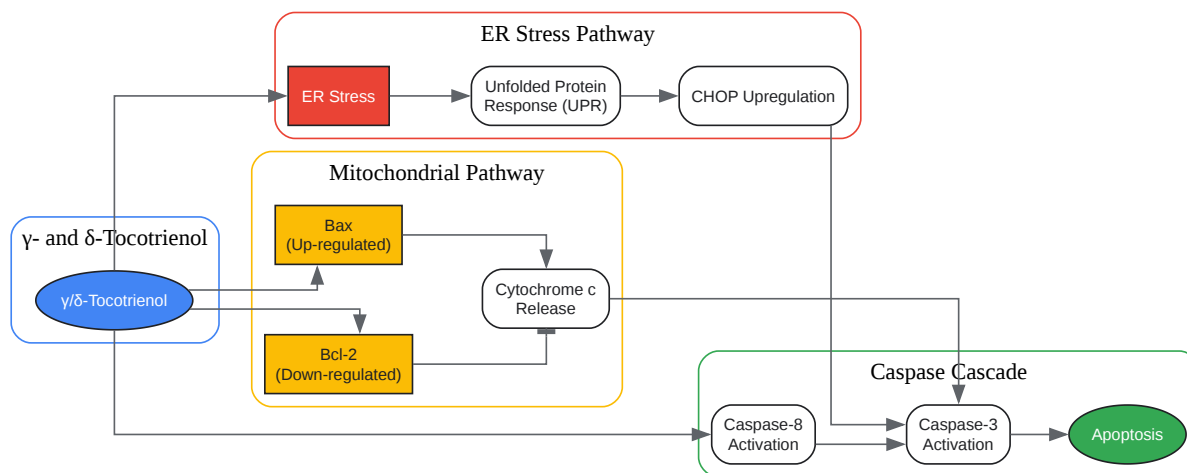 ER Stress Pathway
ER Stress
Unfolded Protein
Response (UPR)
CHOP Upregulation
Mitochondrial Pathway
Bax
(Up-regulated)
γ- and δ-Tocotrienol
γ/δ-Tocotrienol
Cytochrome c
Release
Bcl-2
(Down-regulated)
Caspase Cascade
Caspase-8
Activation
Caspase-3
Activation
Apoptosis